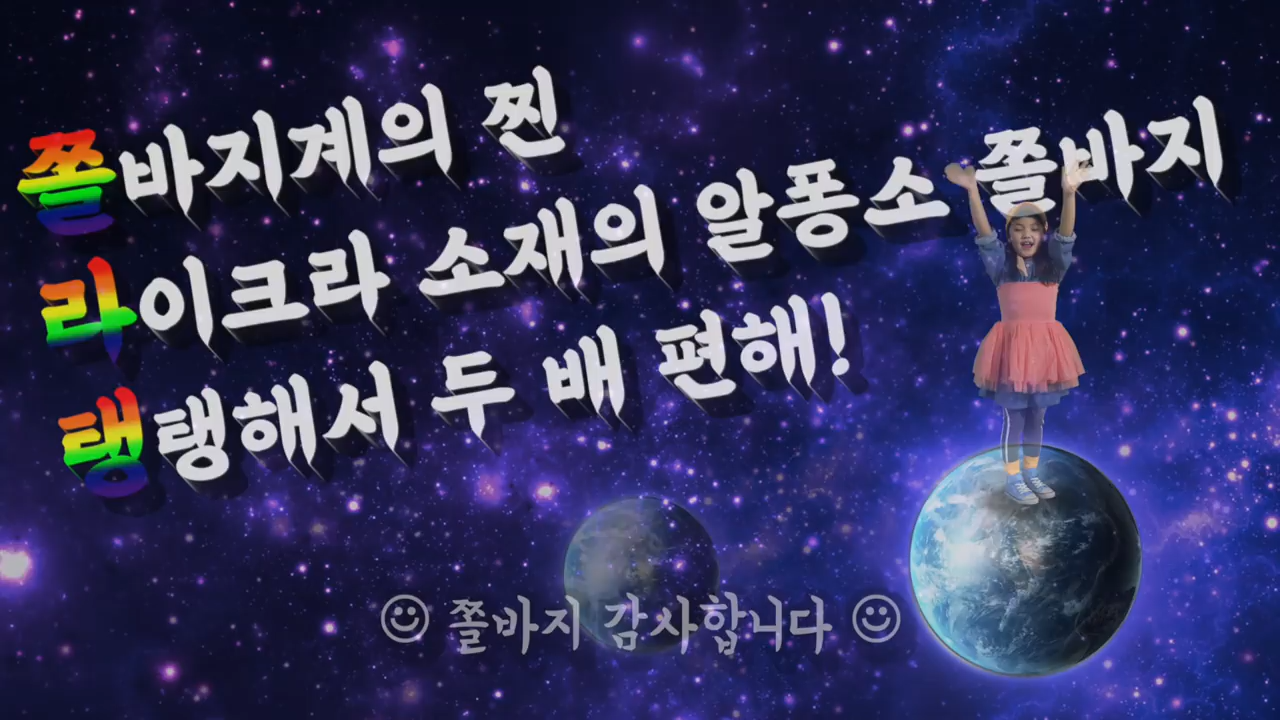 쫄바지계의 찐
라이크라 소재의 알퐁소 쫄바지
탱탱해서 두 배 편해!
☺ 쫄바지 감사합니다 ☺